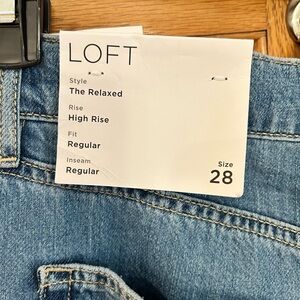 LOFT
Style
The Relaxed
Rise
High Rise
Fit
Regular
Inseam
Regular
Size
28